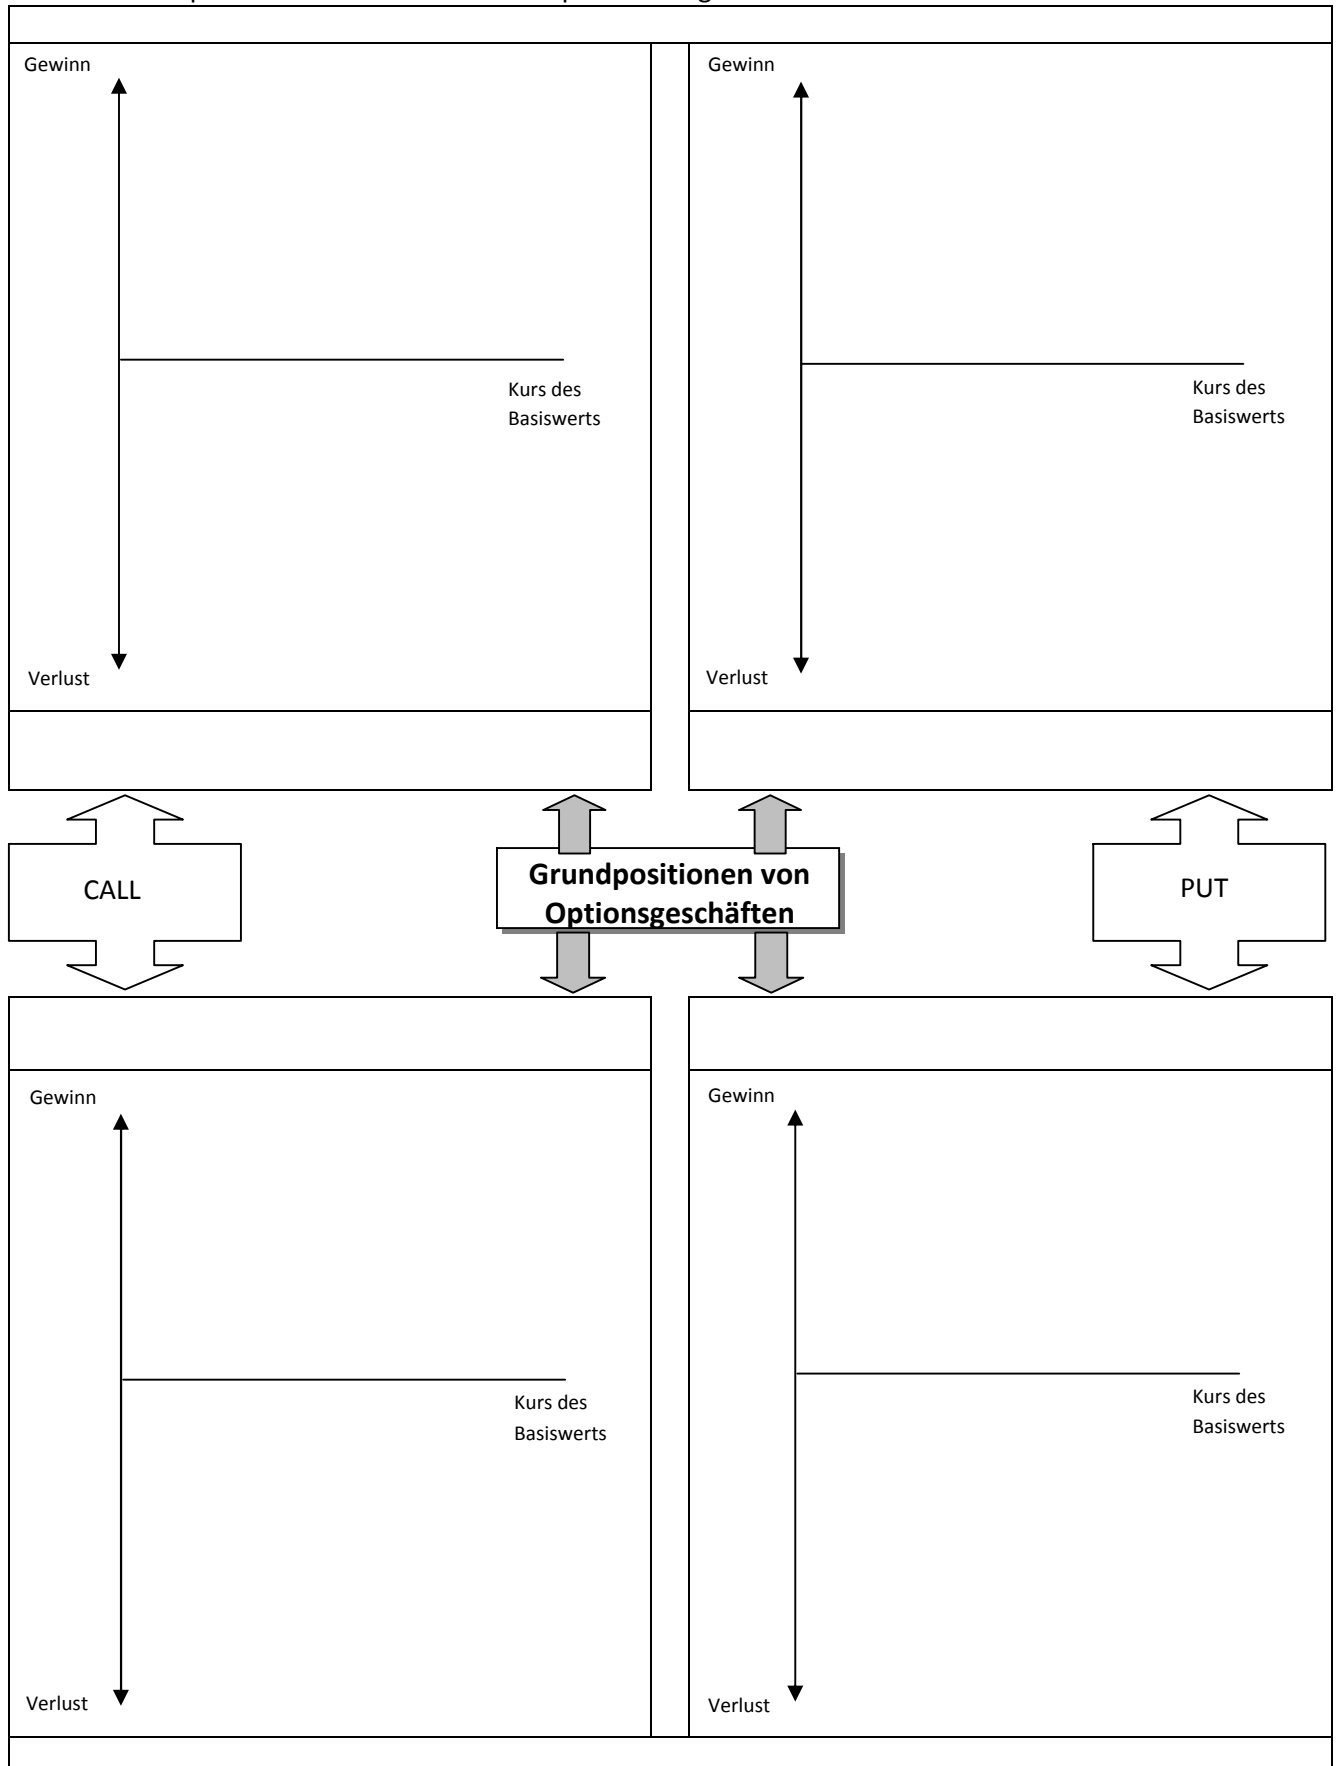 Gewinn
Kurs des
Basiswerts
Verlust
Gewinn
Kurs des
Basiswerts
Verlust
CALL
Grundpositionen von
Optionsgeschäften
PUT
Gewinn
Kurs des
Basiswerts
Verlust
Gewinn
Kurs des
Basiswerts
Verlust